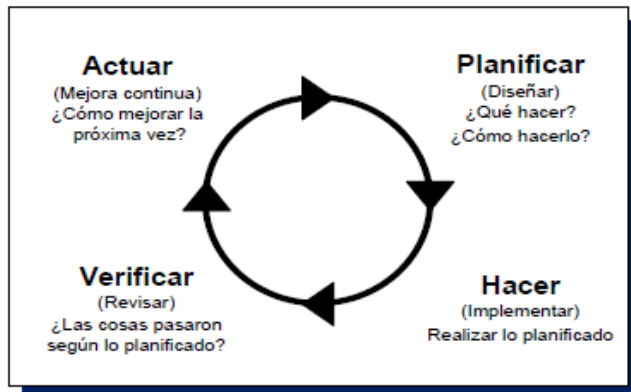 Actuar
(Mejora continua)
¿Cómo mejorar la
próxima vez?
Planificar
(Diseñar)
¿Qué hacer?
¿Cómo hacerlo?
Verificar
(Revisar)
¿Las cosas pasaron
según lo planificado?
Hacer
(Implementar)
Realizar lo planificado